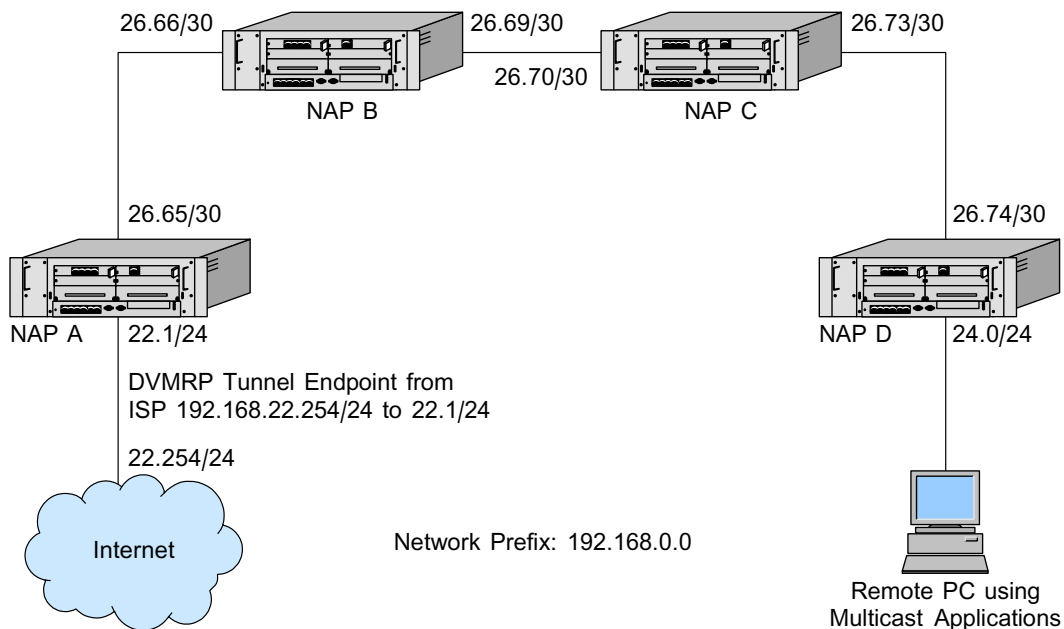 26.66/30
26.69/30
26.73/30
26.70/30
NAP B
NAP C
26.65/30
26.74/30
NAP A
22.1/24
NAP D
24.0/24
DVMRP Tunnel Endpoint from
ISP 192.168.22.254/24 to 22.1/24
22.254/24
Internet
Network Prefix: 192.168.0.0
Remote PC using
Multicast Applications